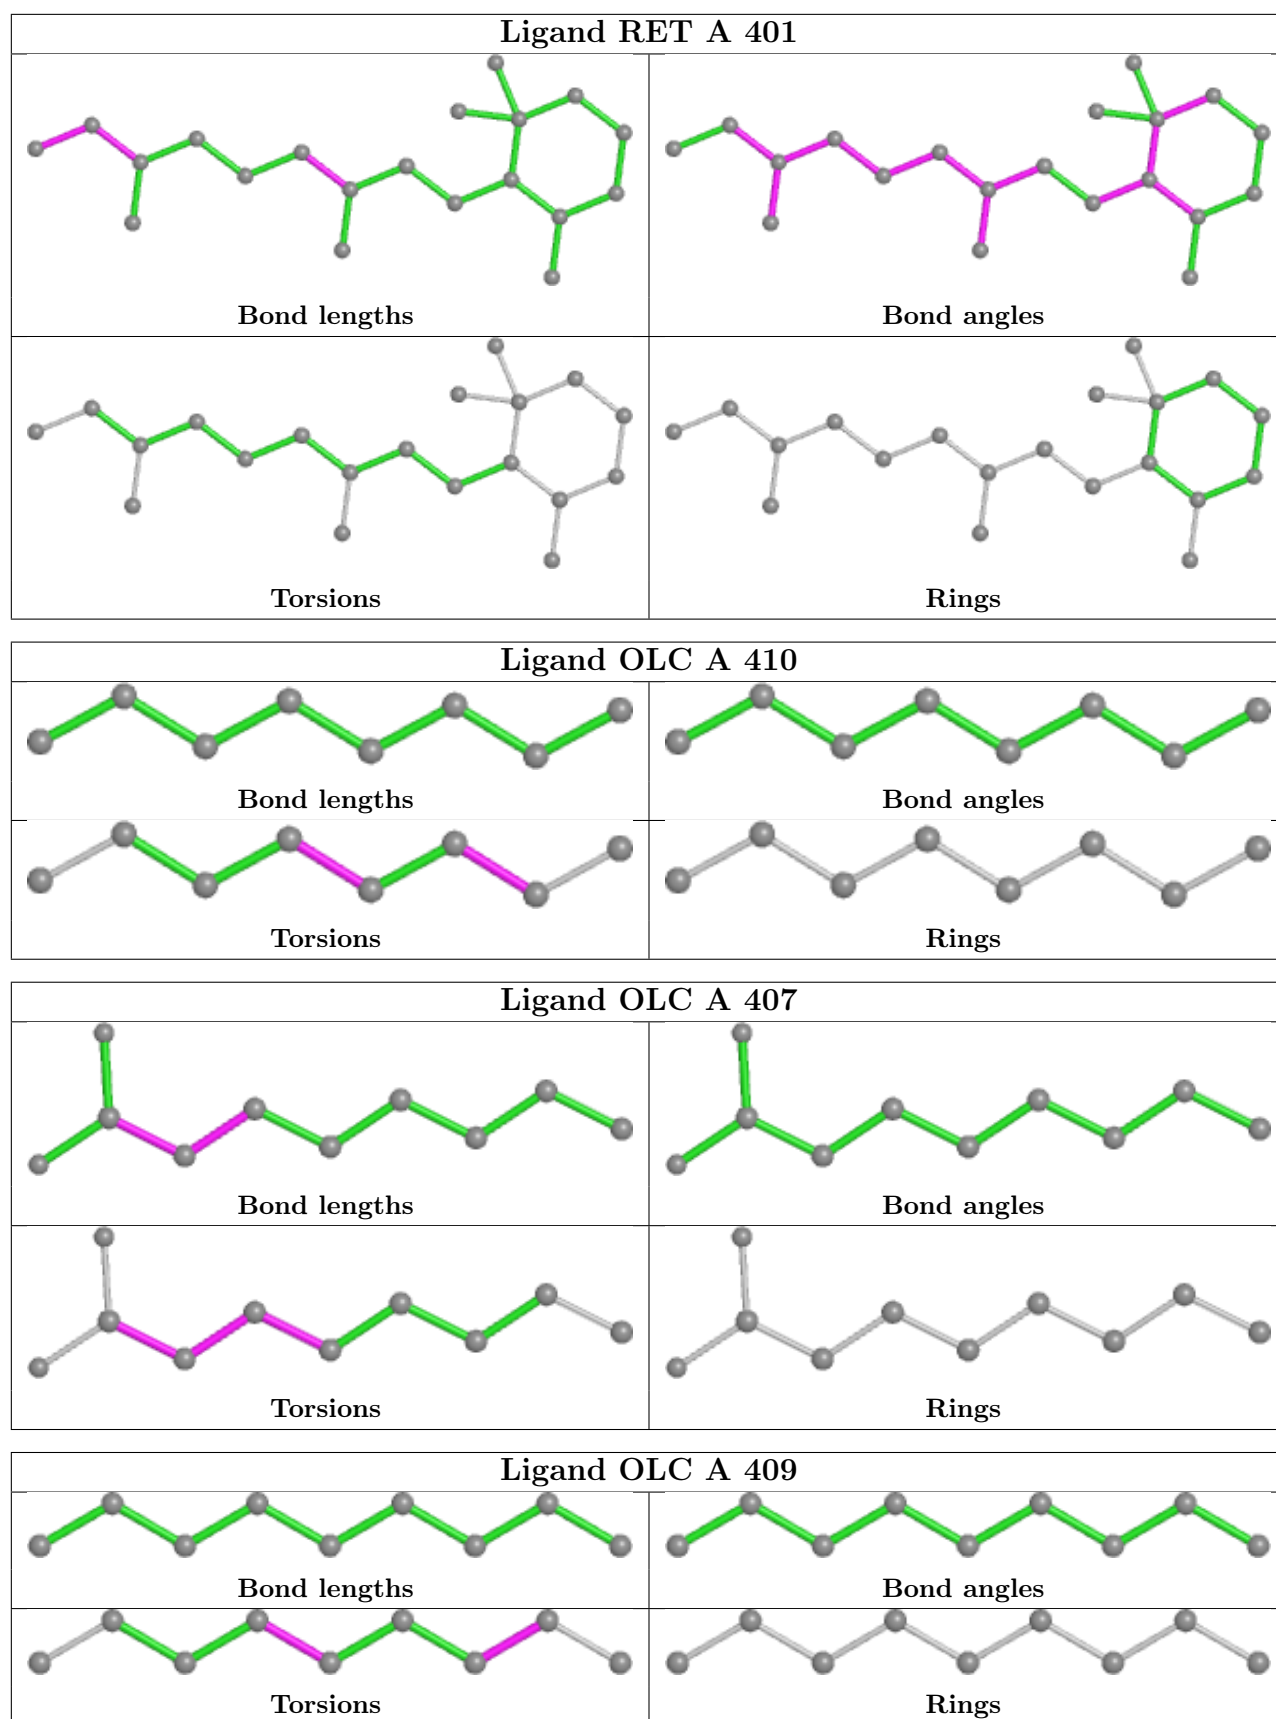 Ligand RET A 401
Bond lengths
Bond angles
Torsions
Rings
Ligand OLC A 410
Bond lengths
Bond angles
Torsions
Rings
Ligand OLC A 407
Bond lengths
Bond angles
Torsions
Rings
Ligand OLC A 409
Bond lengths
Bond angles
Torsions
Rings